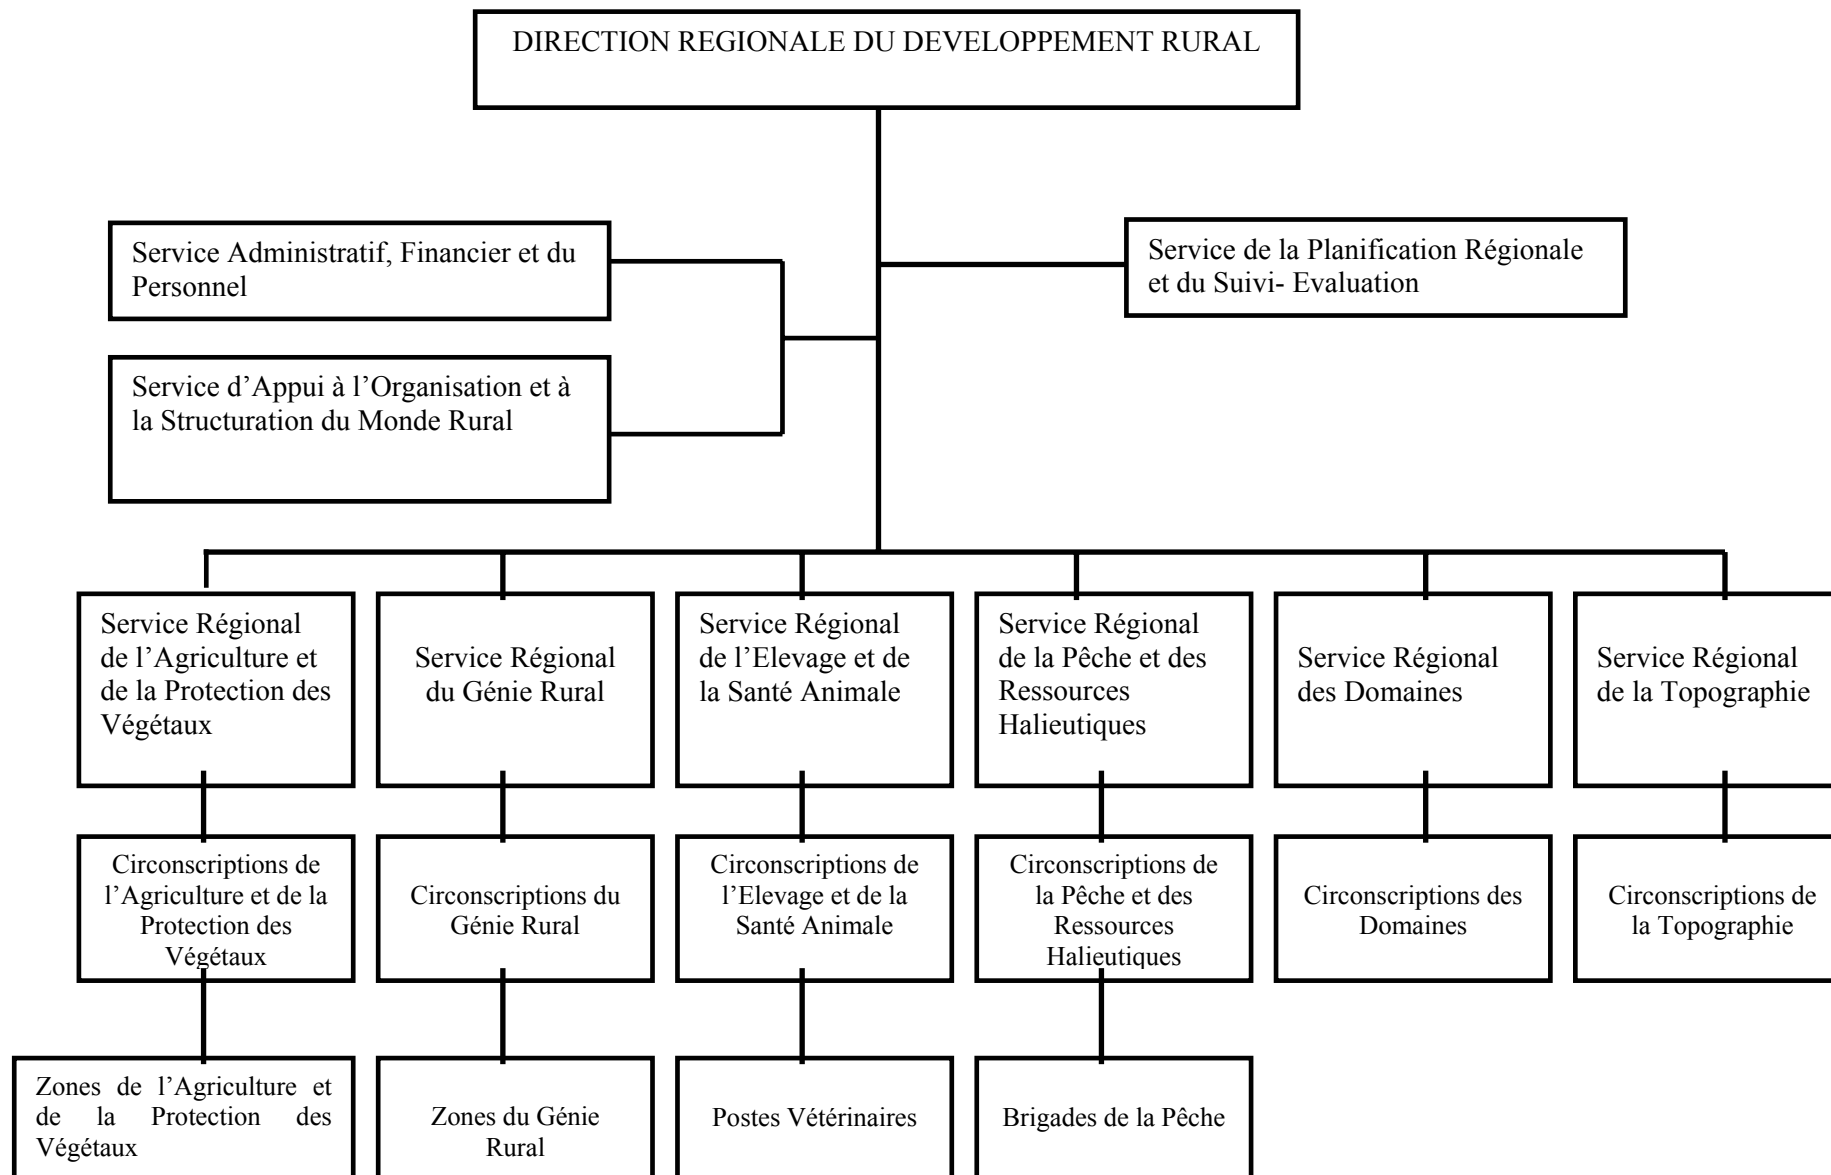 DIRECTION REGIONALE DU DEVELOPPEMENT RURAL
Service Administratif, Financier et du
Personnel
Service de la Planification Régionale
et du Suivi- Evaluation
Service d’Appui à l’Organisation et à
la Structuration du Monde Rural
Service Régional
de l’Agriculture et
de la Protection des
Végétaux
Service Régional
du Génie Rural
Service Régional
de l’Elevage et de
la Santé Animale
Service Régional
de la Pêche et des
Ressources
Halieutiques
Service Régional
des Domaines
Service Régional
de la Topographie
Circonscriptions de
l’Agriculture et de la
Protection des
Végétaux
Circonscriptions du
Génie Rural
Circonscriptions de
l’Elevage et de la
Santé Animale
Circonscriptions de
la Pêche et des
Ressources
Halieutiques
Circonscriptions des
Domaines
Circonscriptions de
la Topographie
Zones de l’Agriculture et
de la Protection des
Végétaux
Zones du Génie
Rural
Postes Vétérinaires
Brigades de la Pêche